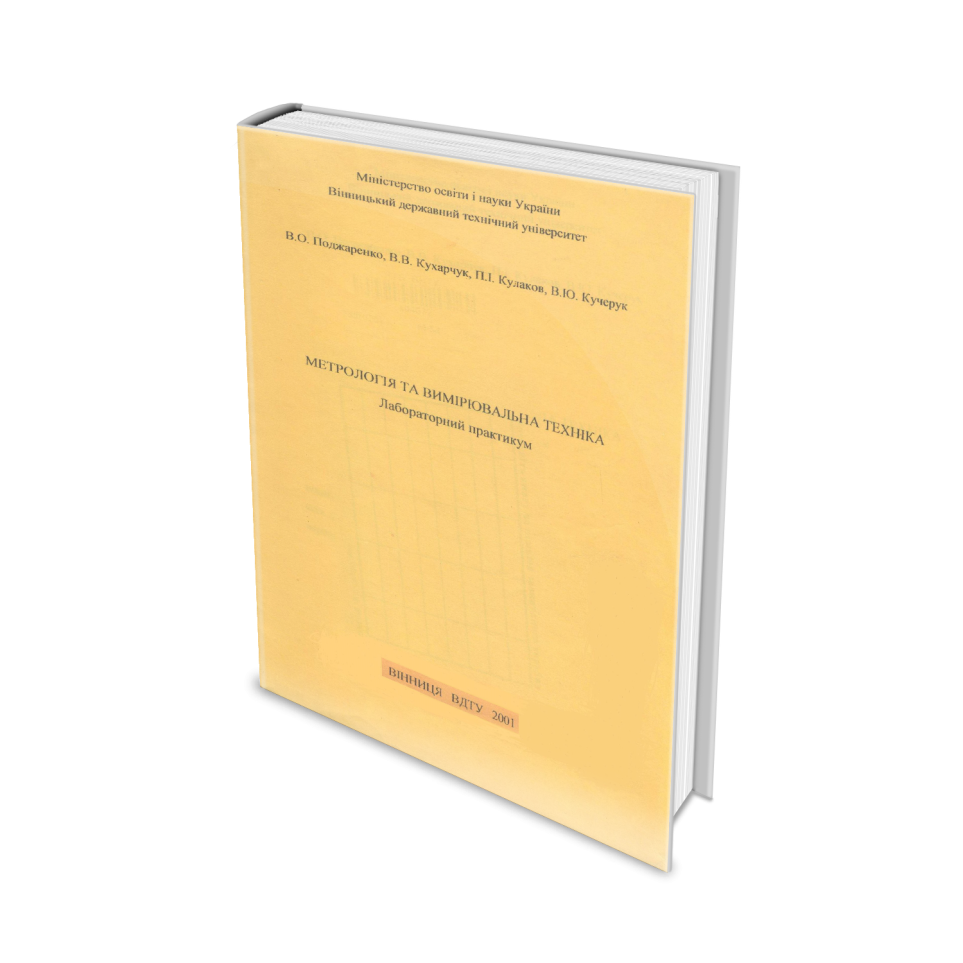 Міністерство освіти і науки України
Вінницький державний технічний університет
В.О. Поджаренко, В.В. Кухарчук, П.І. Кулаков, В.Ю. Кучерук
МЕТРОЛОГІЯ ТА ВИМІРЮВАЛЬНА ТЕХНІКА
Лабораторний практикум
ВІННИЦЯ ВДТУ 2001